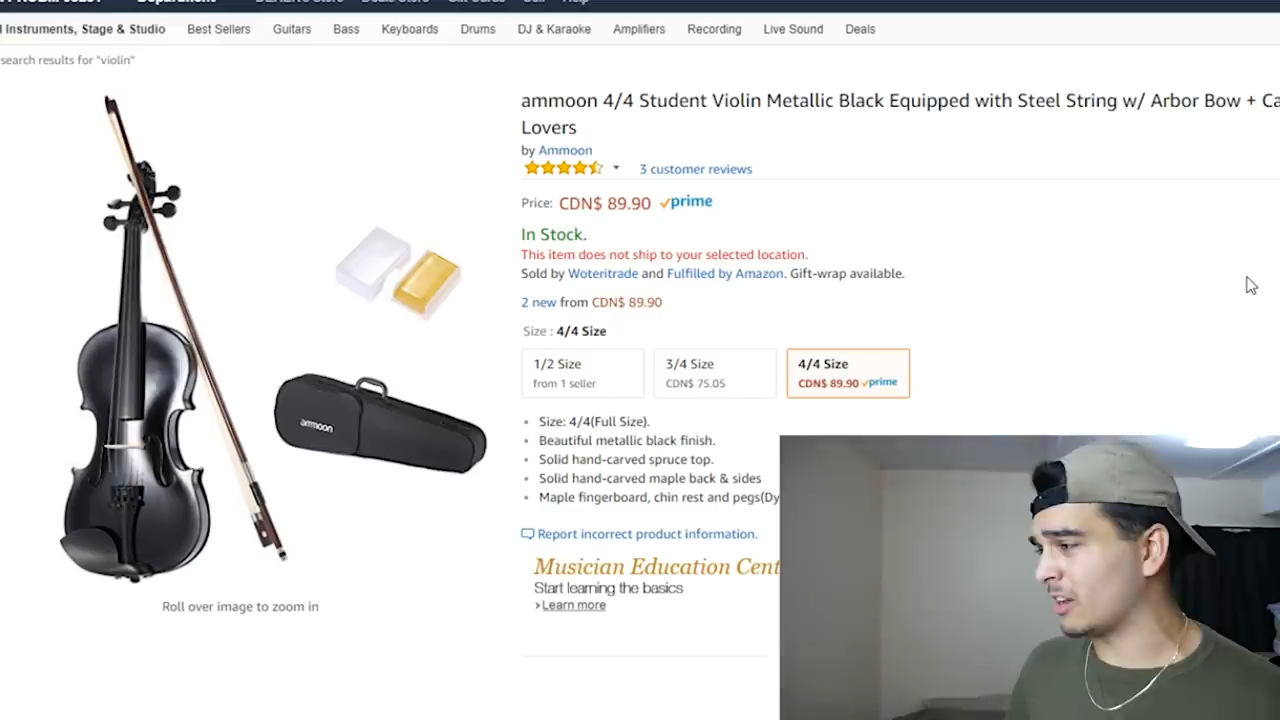 Department
l Instruments, Stage & Studio Best Sellers Guitars Bass Keyboards Drums DJ & Karaoke Amplifiers Recording Live Sound Deals
search results for "violin"
ammoon 4/4 Student Violin Metallic Black Equipped with Steel String w/ Arbor Bow + Ca
Lovers
by Ammoon
3 customer reviews
Price: CDN$ 89.90 prime
In Stock.
This item does not ship to your selected location.
Sold by Woteritrade and Fulfilled by Amazon. Gift-wrap available.
2 new from CDN$ 89.90
Size : 4/4 Size
1/2 Size 3/4 Size 4/4 Size
from 1 seller CDN$ 75.05 CDN$ 89.90 prime
Size: 4/4(Full Size).
Beautiful metallic black finish.
Solid hand-carved spruce top.
Solid hand-carved maple back & sides
Maple fingerboard, chin rest and pegs(Dy
ammoon
Report incorrect product information.
Musician Education Cent
Start learning the basics
› Learn more
Roll over image to zoom in